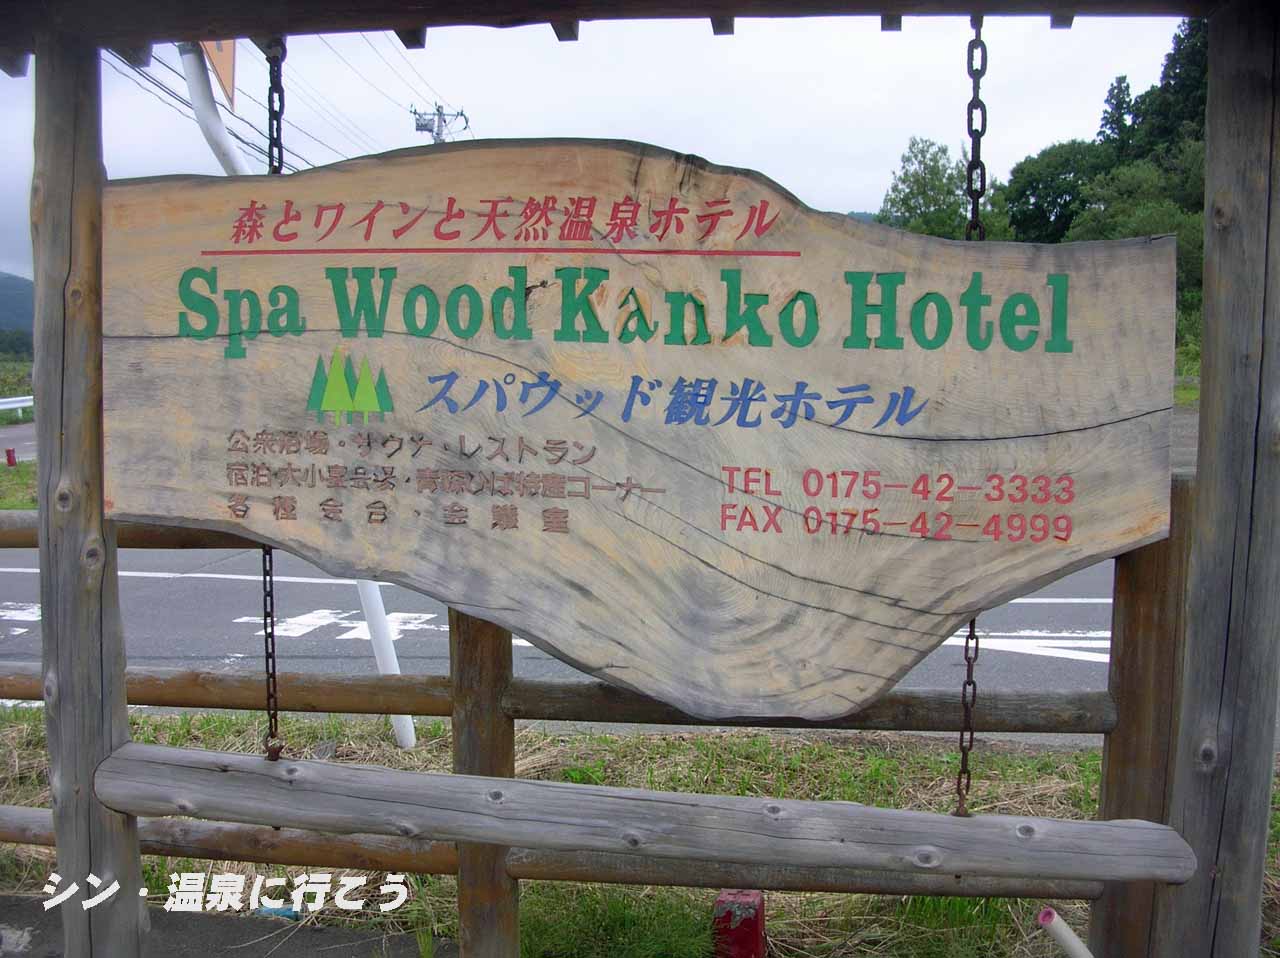 森とワインと天然温泉ホテル
Spa Wood Kanko Hotel
スパウッド観光ホテル
公衆浴場・サウナ・レストラン
宿泊・大小宴会場・青森ひば特産コーナー
各種会合・会議室
TEL 0175-42-3333
FAX 0175-42-4999
シン・温泉に行こう